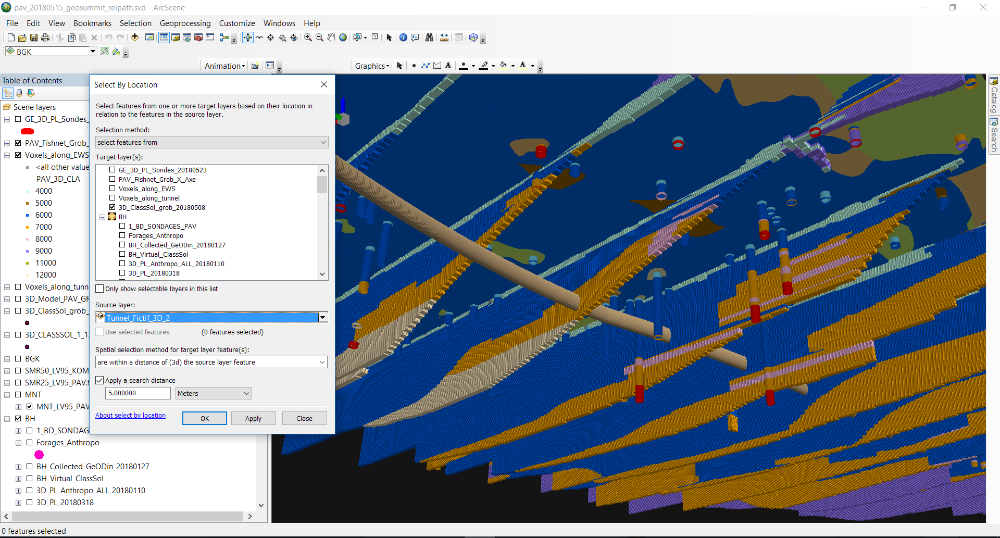 pav_20180515_geosummit_relpath.sxd - ArcScene
File Edit View Bookmarks Selection Geoprocessing Customize Windows Help
BGK
Animation
Graphics
Table of Contents
Scene layers
GE_3D_PL_Sondes_
PAV_Fishnet_Grob_
Voxels_along_EWS
<all other value
PAV_3D_CLA
4000
5000
6000
7000
8000
9000
11000
12000
Voxels_along_tunn
3D_Model_PAV_GR
3D_ClassSol_grob_
3D_CLASSSOL_1_1
BGK
SMR50_LV95_KOM
SMR25_LV95_PAV.
MNT
MNT_LV95_PAV
BH
1_BD_SONDAG
Forages_Anthropo
BH_Collected_GeODin_20180127
BH_Virtual_ClassSol
3D_PL_Anthropo_ALL_20180110
3D_PL_20180318
Select By Location
Select features from one or more target layers based on their location in
relation to the features in the source layer.
Selection method:
select features from
Target layer(s):
GE_3D_PL_Sondes_20180523
PAV_Fishnet_Grob_X_Axe
Voxels_along_EWS
Voxels_along_tunnel
3D_ClassSol_grob_20180508
BH
1_BD_SONDAGES_PAV
Forages_Anthropo
BH_Collected_GeODin_20180127
BH_Virtual_ClassSol
3D_PL_Anthropo_ALL_20180110
3D_PL_20180318
Only show selectable layers in this list
Source layer:
Tunnel_Fictif_3D_2
Use selected features (0 features selected)
Spatial selection method for target layer feature(s):
are within a distance of (3d) the source layer feature
Apply a search distance
5.000000 Meters
About select by location OK Apply Close
Catalog
Search
0 features selected